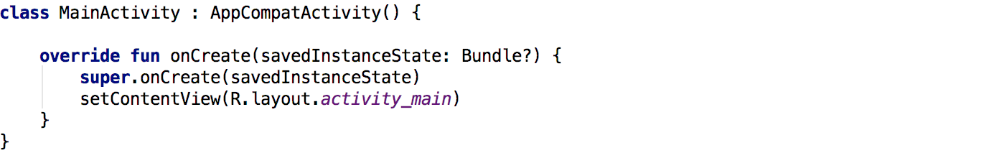 class MainActivity : AppCompatActivity() {
override fun onCreate(savedInstanceState: Bundle?) {
super.onCreate(savedInstanceState)
setContentView(R.layout.activity_main)
}
}